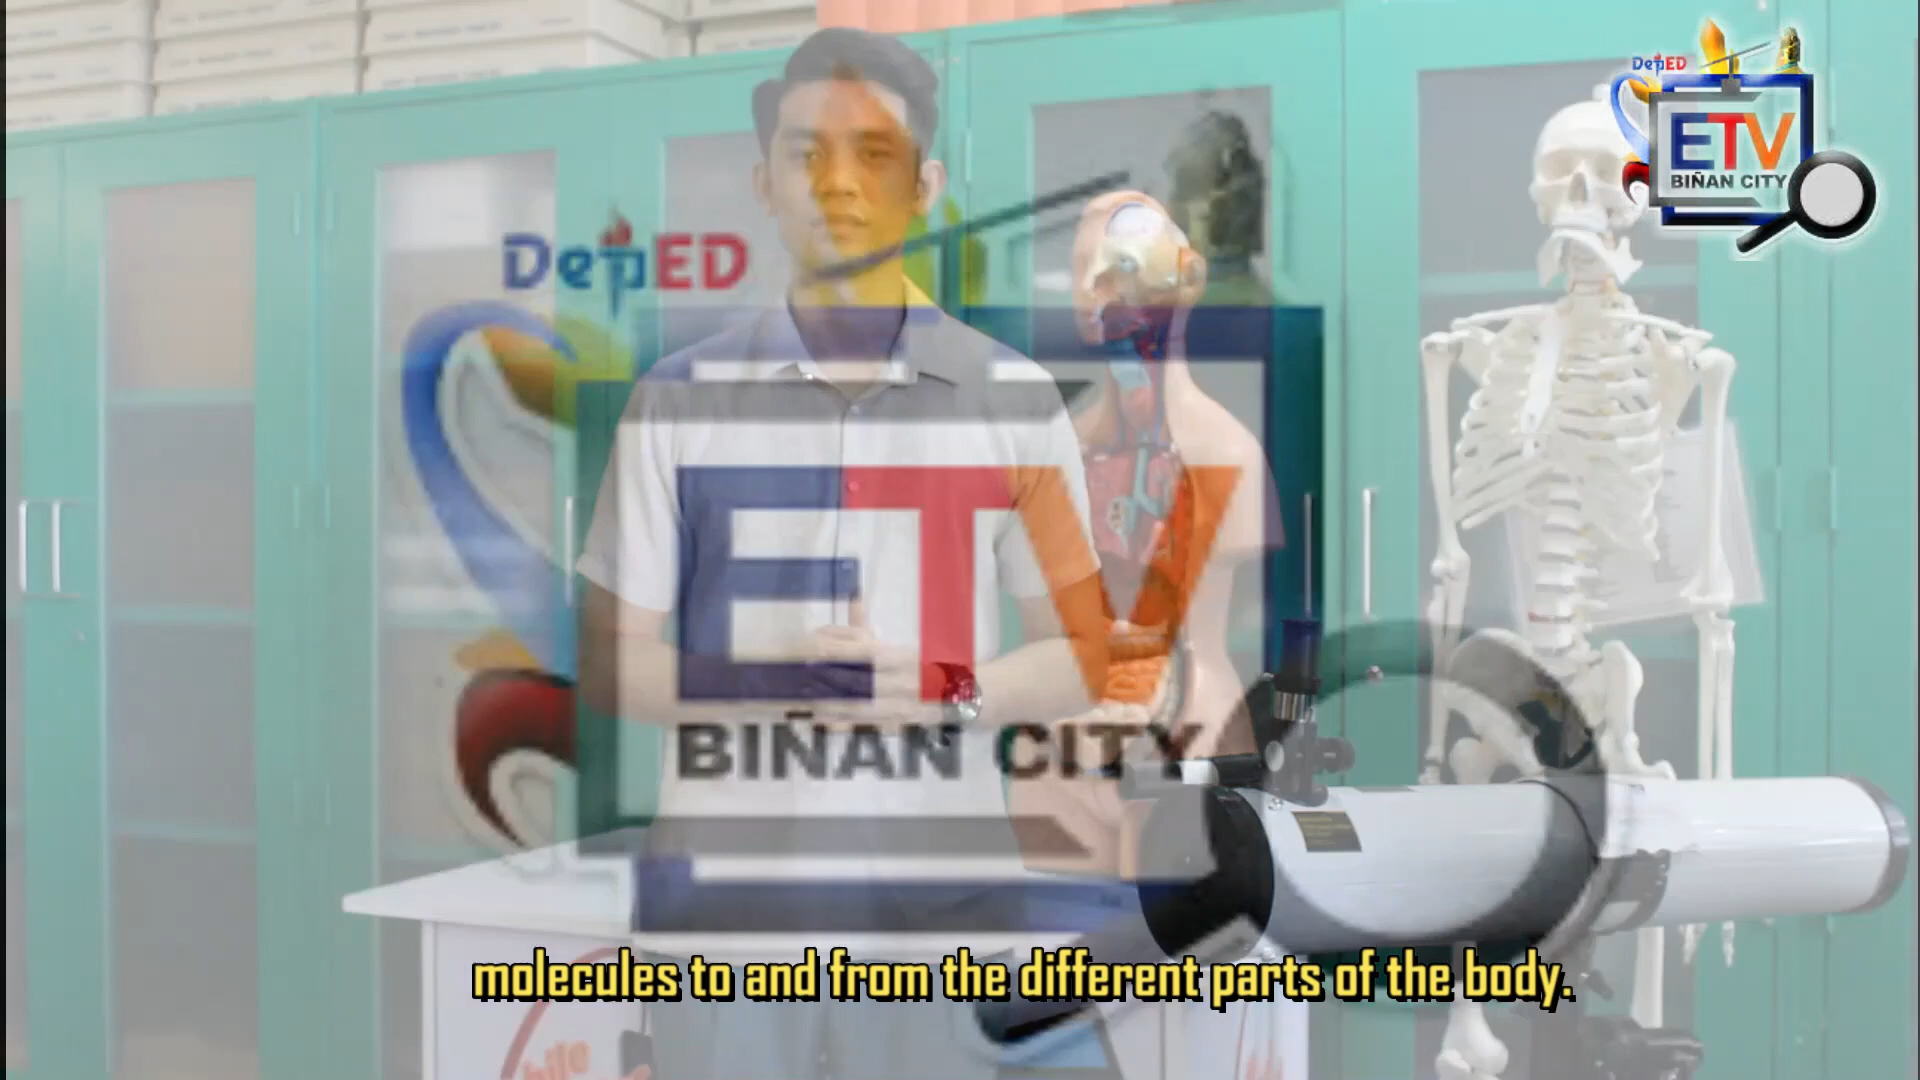 DepED
ETV
BIÑAN CITY
DepED
ETV
BIÑAN CITY
molecules to and from the different parts of the body.